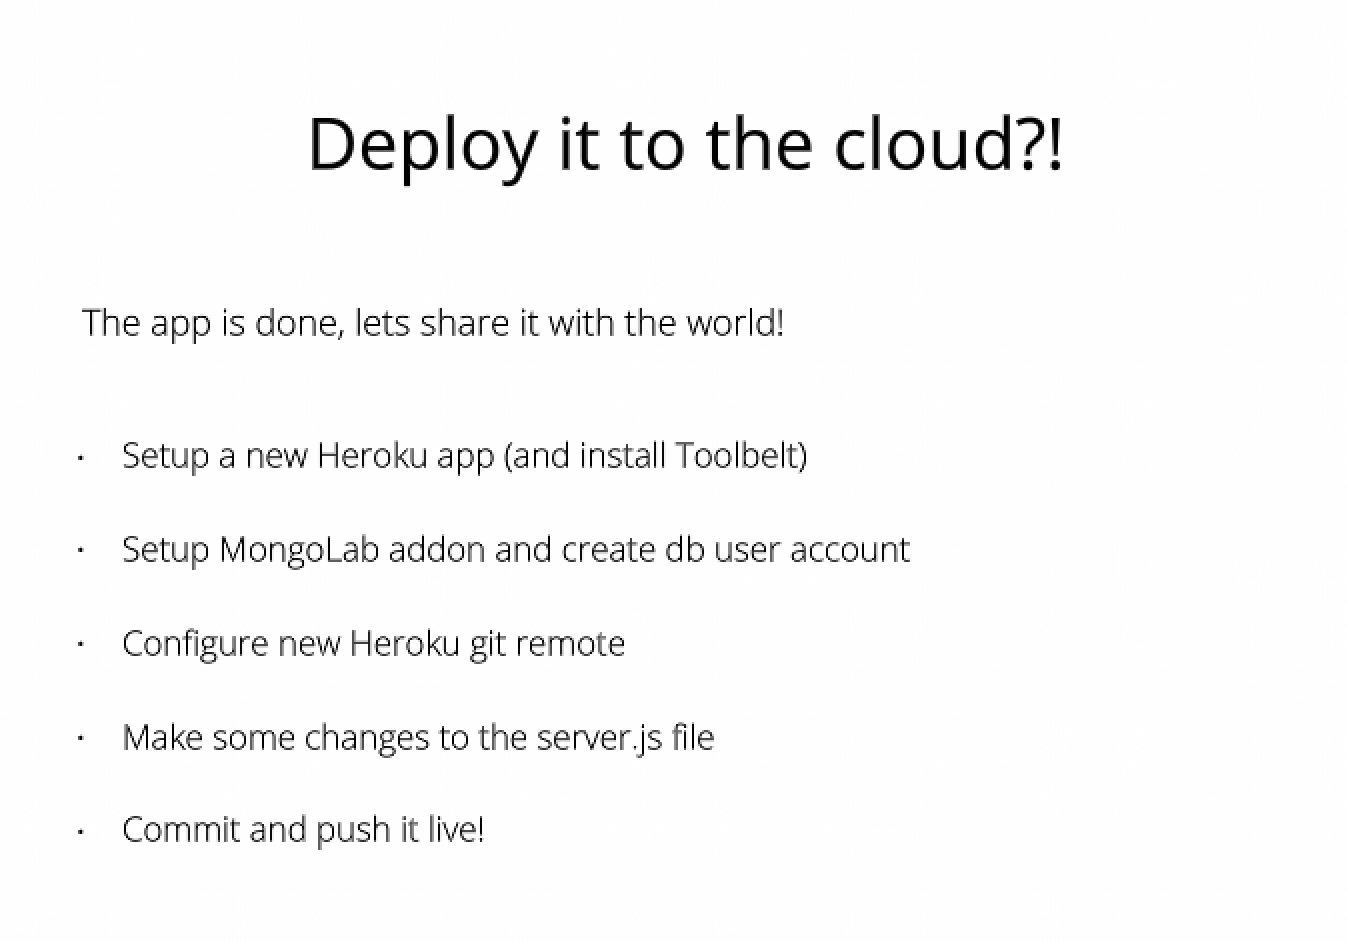 Deploy it to the cloud?!
The app is done, lets share it with the world!
· Setup a new Heroku app (and install Toolbelt)
· Setup MongoLab addon and create db user account
· Configure new Heroku git remote
· Make some changes to the server.js file
· Commit and push it live!